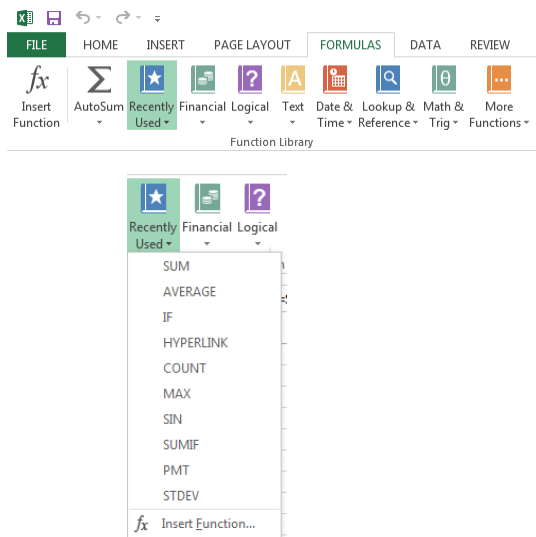 FILE HOME INSERT PAGE LAYOUT FORMULAS DATA REVIEW
fx Σ ? A θ
Insert AutoSum Recently Financial Logical Text Date & Lookup & Math & More
Function Used Time Reference Trig Functions
Function Library
?
Recently Financial Logical
Used
SUM
AVERAGE
IF
HYPERLINK
COUNT
MAX
SIN
SUMIF
PMT
STDEV
fx Insert Function...